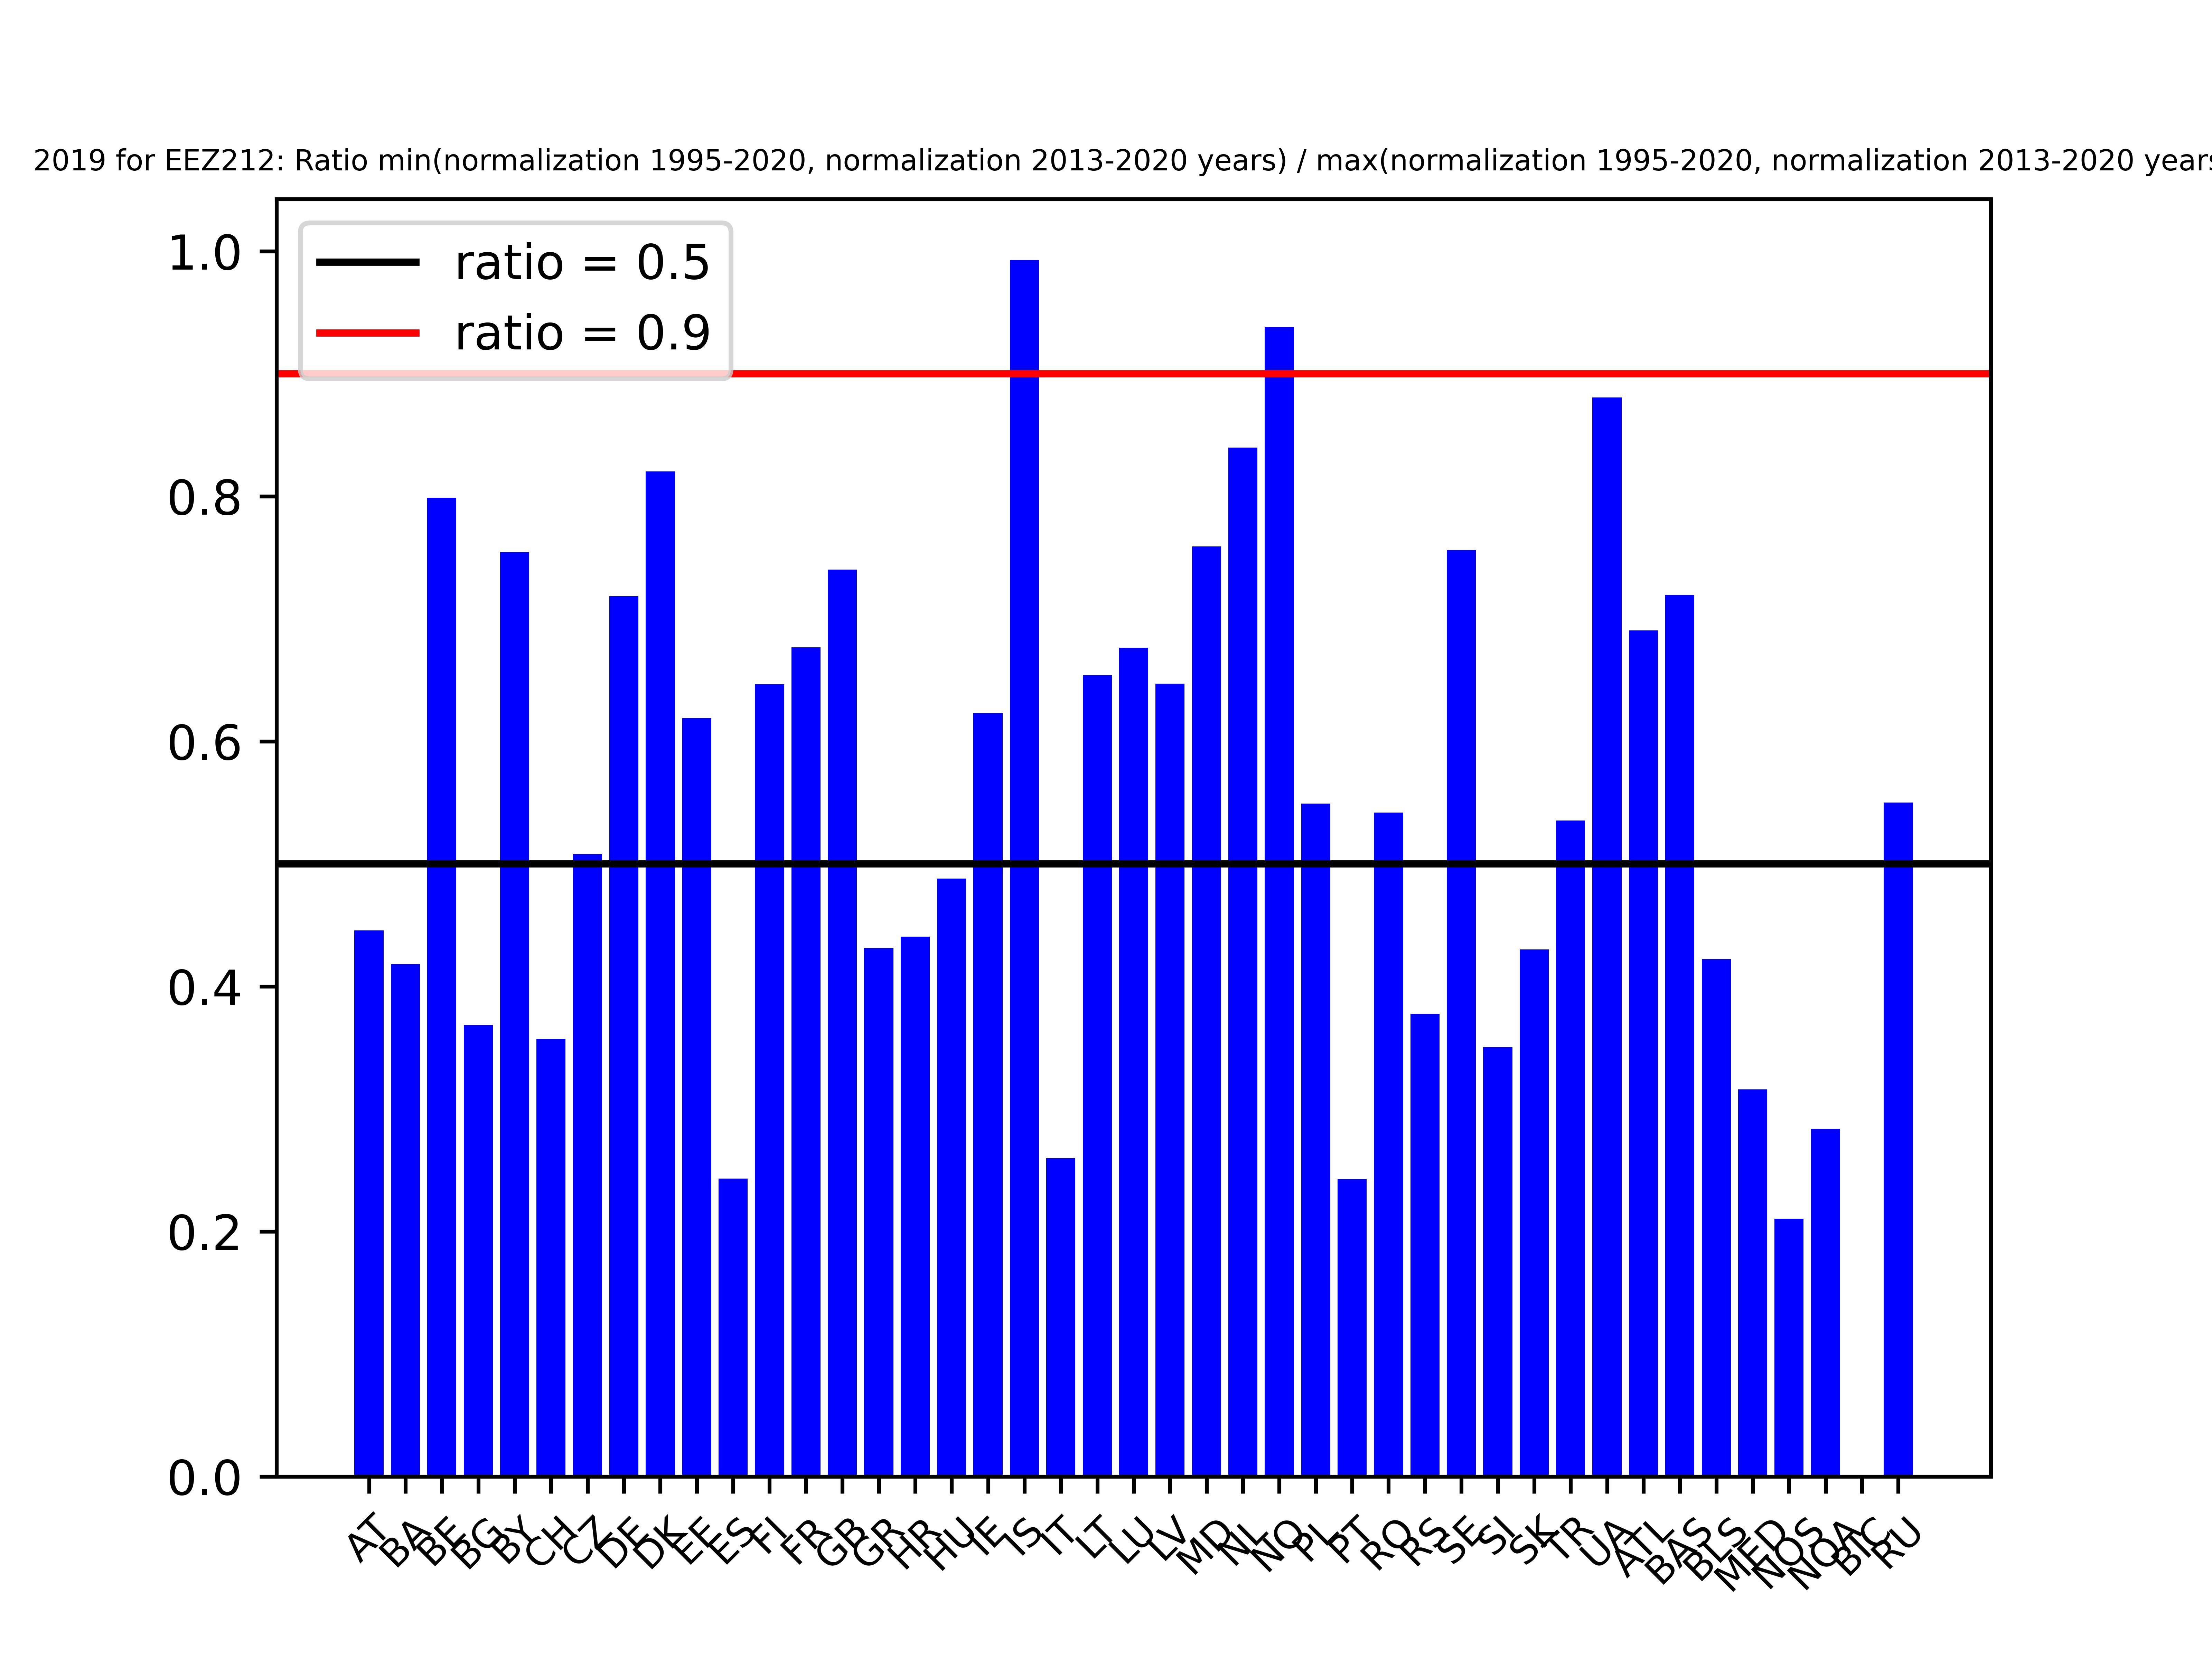 2019 for EEZ212: Ratio min(normalization 1995-2020, normalization 2013-2020 years) / max(normalization 1995-2020, normalization 2013-2020 years
ratio = 0.5
ratio = 0.9
1.0
0.8
0.6
0.4
0.2
0.0
AT BA BE BG BY CH CZ DE DK EE ES FI FR GB GR HR HU IE IS IT LT LU LV MD NL NO PL PT RO RS SE SI SK TR UA ATL BAS BLS MED NOS NOA BIC RU